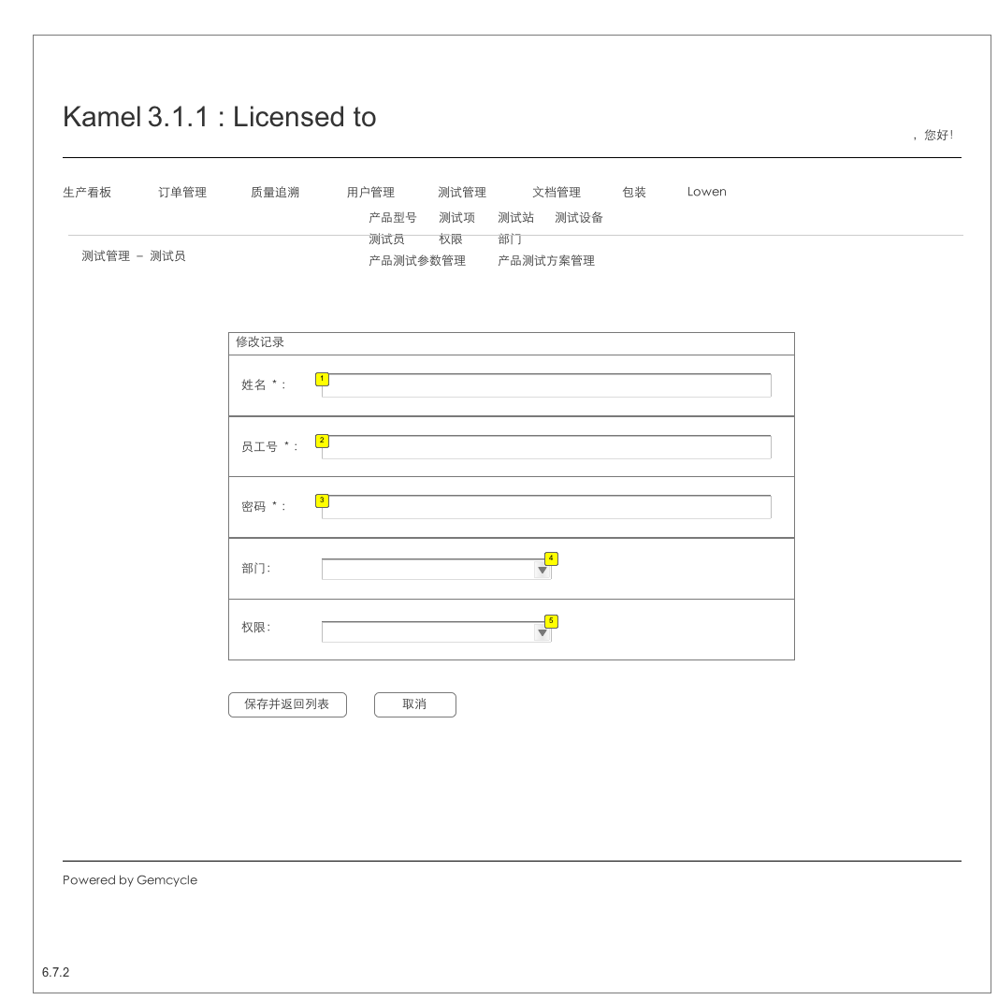 Kamel 3.1.1 : Licensed to
，您好！
生产看板 订单管理 质量追溯 用户管理 测试管理 文档管理 包装 Lowen
产品型号 测试项 测试站 测试设备
测试员 权限 部门
测试管理 － 测试员
产品测试参数管理 产品测试方案管理
修改记录
姓名 *：
1
员工号 *：
2
密码 *：
3
部门：
4
权限：
5
保存并返回列表 取消
Powered by Gemcycle
6.7.2